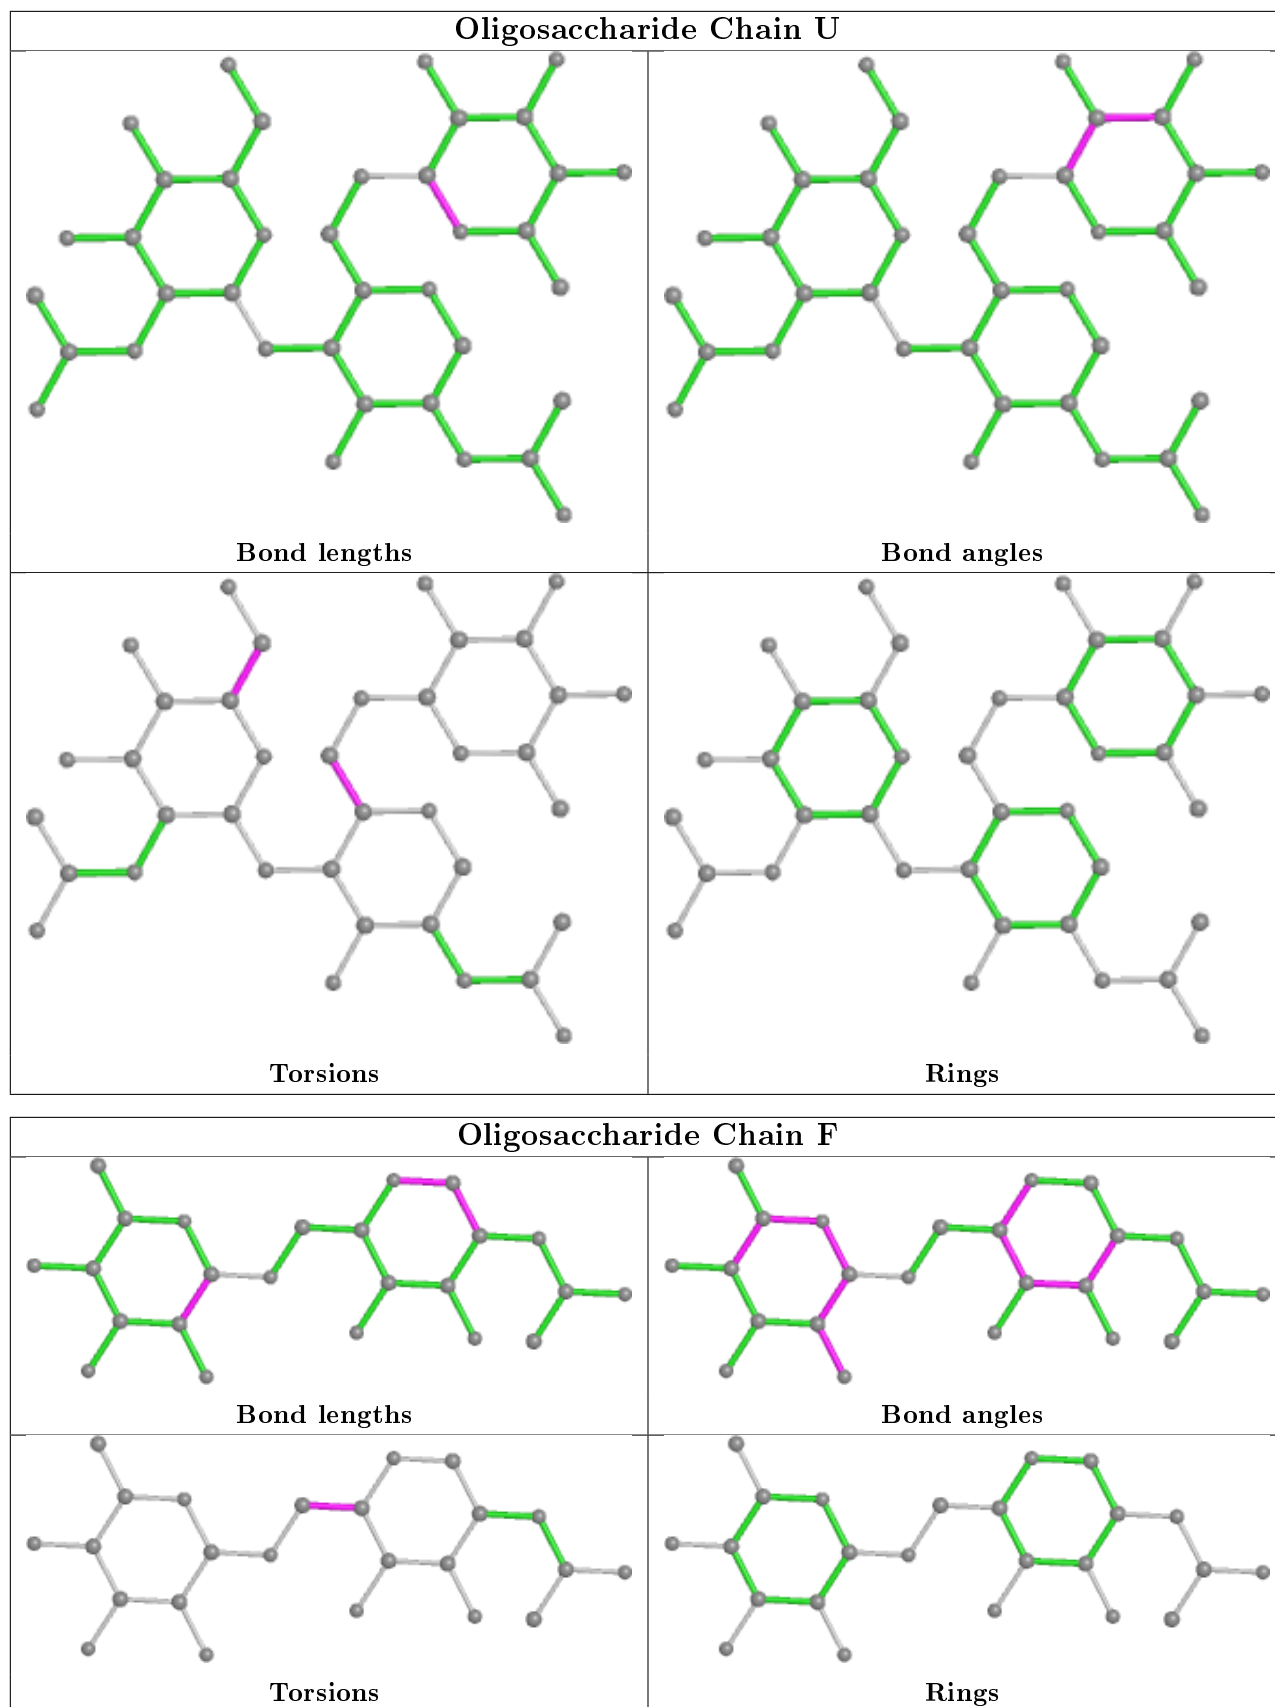 Oligosaccharide Chain U
Bond lengths
Bond angles
Torsions
Rings
Oligosaccharide Chain F
Bond lengths
Bond angles
Torsions
Rings